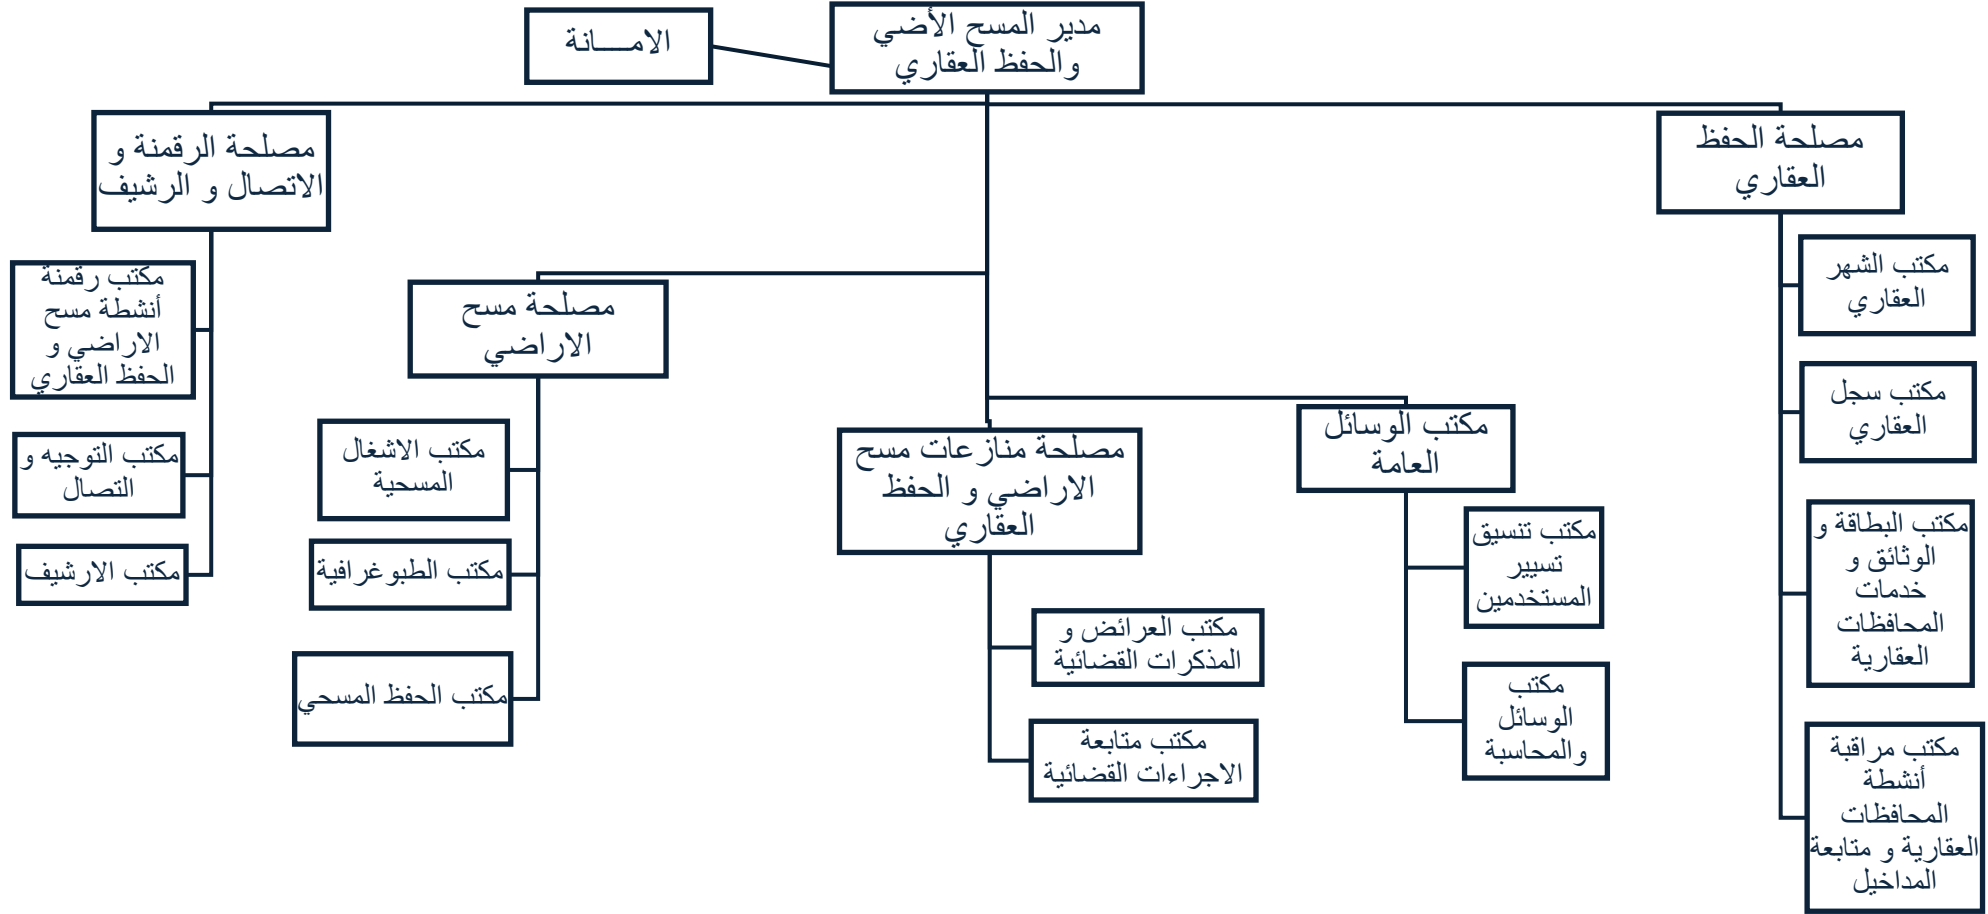 مدير المسح الأضي
والحفظ العقاري
الامـــــانة
مصلحة الحفظ
العقاري
مكتب الشهر
العقاري
مكتب سجل
العقاري
مكتب البطاقة و
الوثائق و
خدمات
المحافظات
العقارية
مكتب مراقبة
أنشطة
المحافظات
العقارية و متابعة
المداخيل
مكتب الوسائل
العامة
مكتب تنسيق
تسيير
المستخدمين
مكتب
الوسائل
والمحاسبة
مصلحة منازعات مسح
الاراضي و الحفظ
العقاري
مكتب العرائض و
المذكرات القضائية
مكتب متابعة
الاجراءات القضائية
مصلحة مسح
الاراضي
مكتب الاشغال
المسحية
مكتب الطبوغرافية
مكتب الحفظ المسحي
مصلحة الرقمنة و
الاتصال و الرشيف
مكتب رقمنة
أنشطة مسح
الاراضي و
الحفظ العقاري
مكتب التوجيه و
التصال
مكتب الارشيف